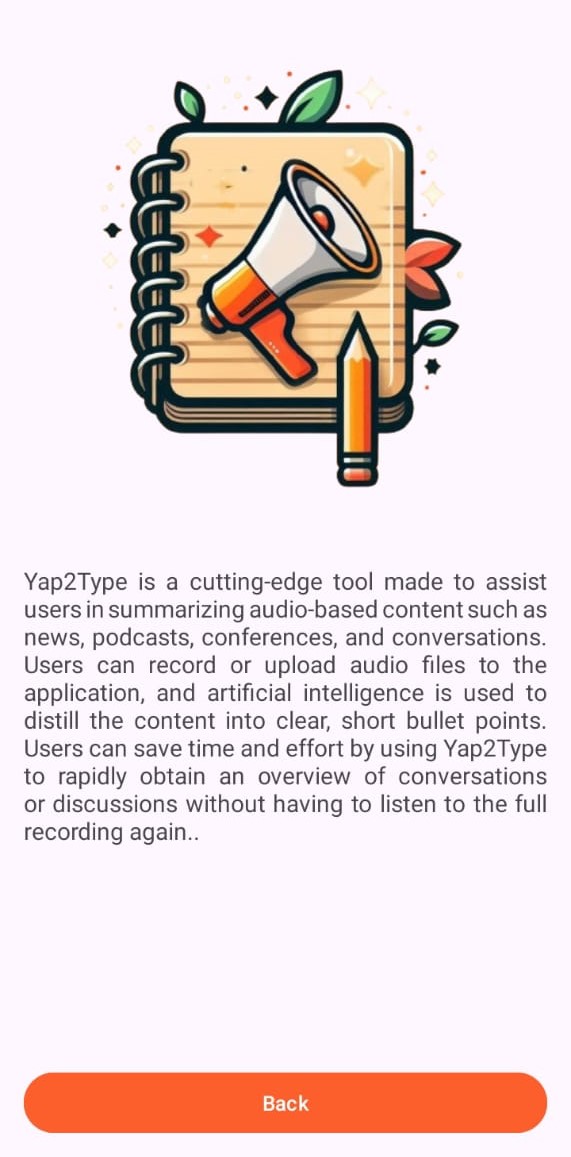 Yap2Type is a cutting-edge tool made to assist
users in summarizing audio-based content such as
news, podcasts, conferences, and conversations.
Users can record or upload audio files to the
application, and artificial intelligence is used to
distill the content into clear, short bullet points.
Users can save time and effort by using Yap2Type
to rapidly obtain an overview of conversations
or discussions without having to listen to the full
recording again..
Back